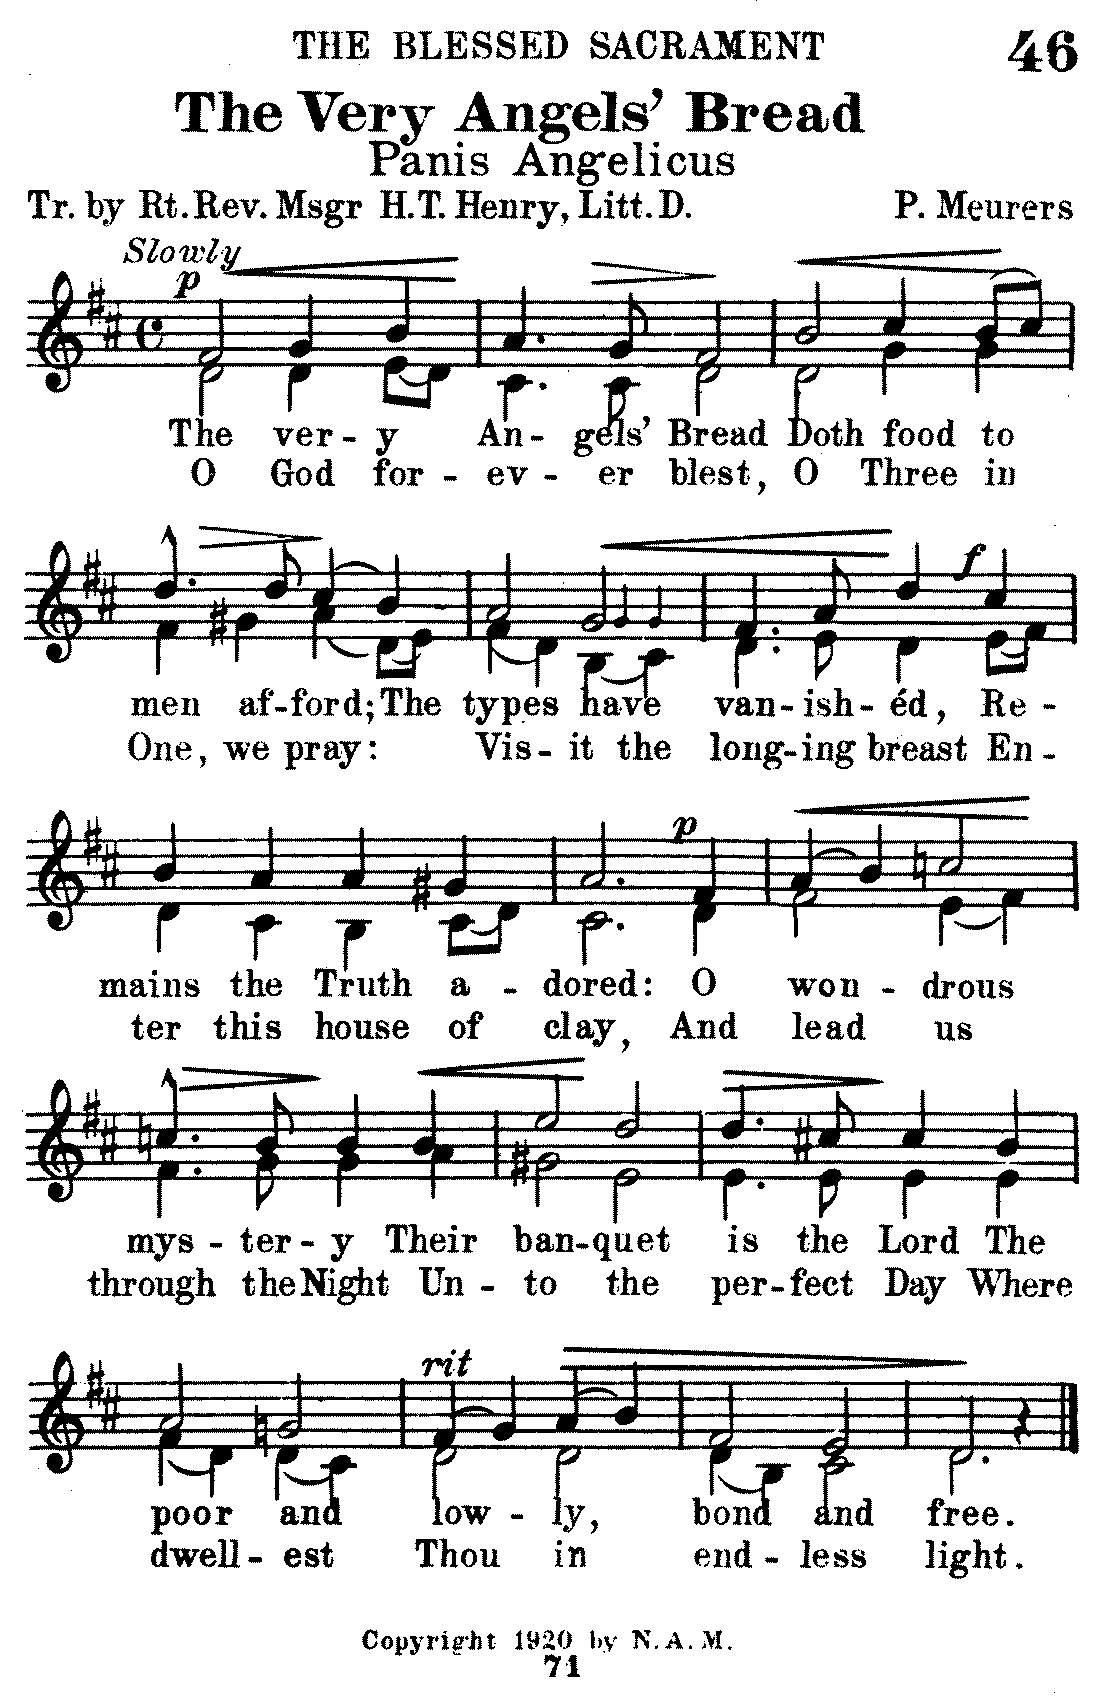 THE BLESSED SACRAMENT 46
The Very Angels' Bread
Panis Angelicus
Tr. by Rt. Rev. Msgr H.T. Henry, Litt. D. P. Meurers
Slowly
p
The ver - y An - gels' Bread Doth food to
O God for - ev - er blest, O Three in
f
men af - ford; The types have van - ish - éd, Re -
One, we pray: Vis - it the long - ing breast En -
p
mains the Truth a - dored: O won - drous
ter this house of clay, And lead us
mys - ter - y Their ban - quet is the Lord The
through the Night Un - to the per - fect Day Where
rit
poor and low - ly, bond and free.
dwell - est Thou in end - less light.
Copyright 1920 by N. A. M.
71